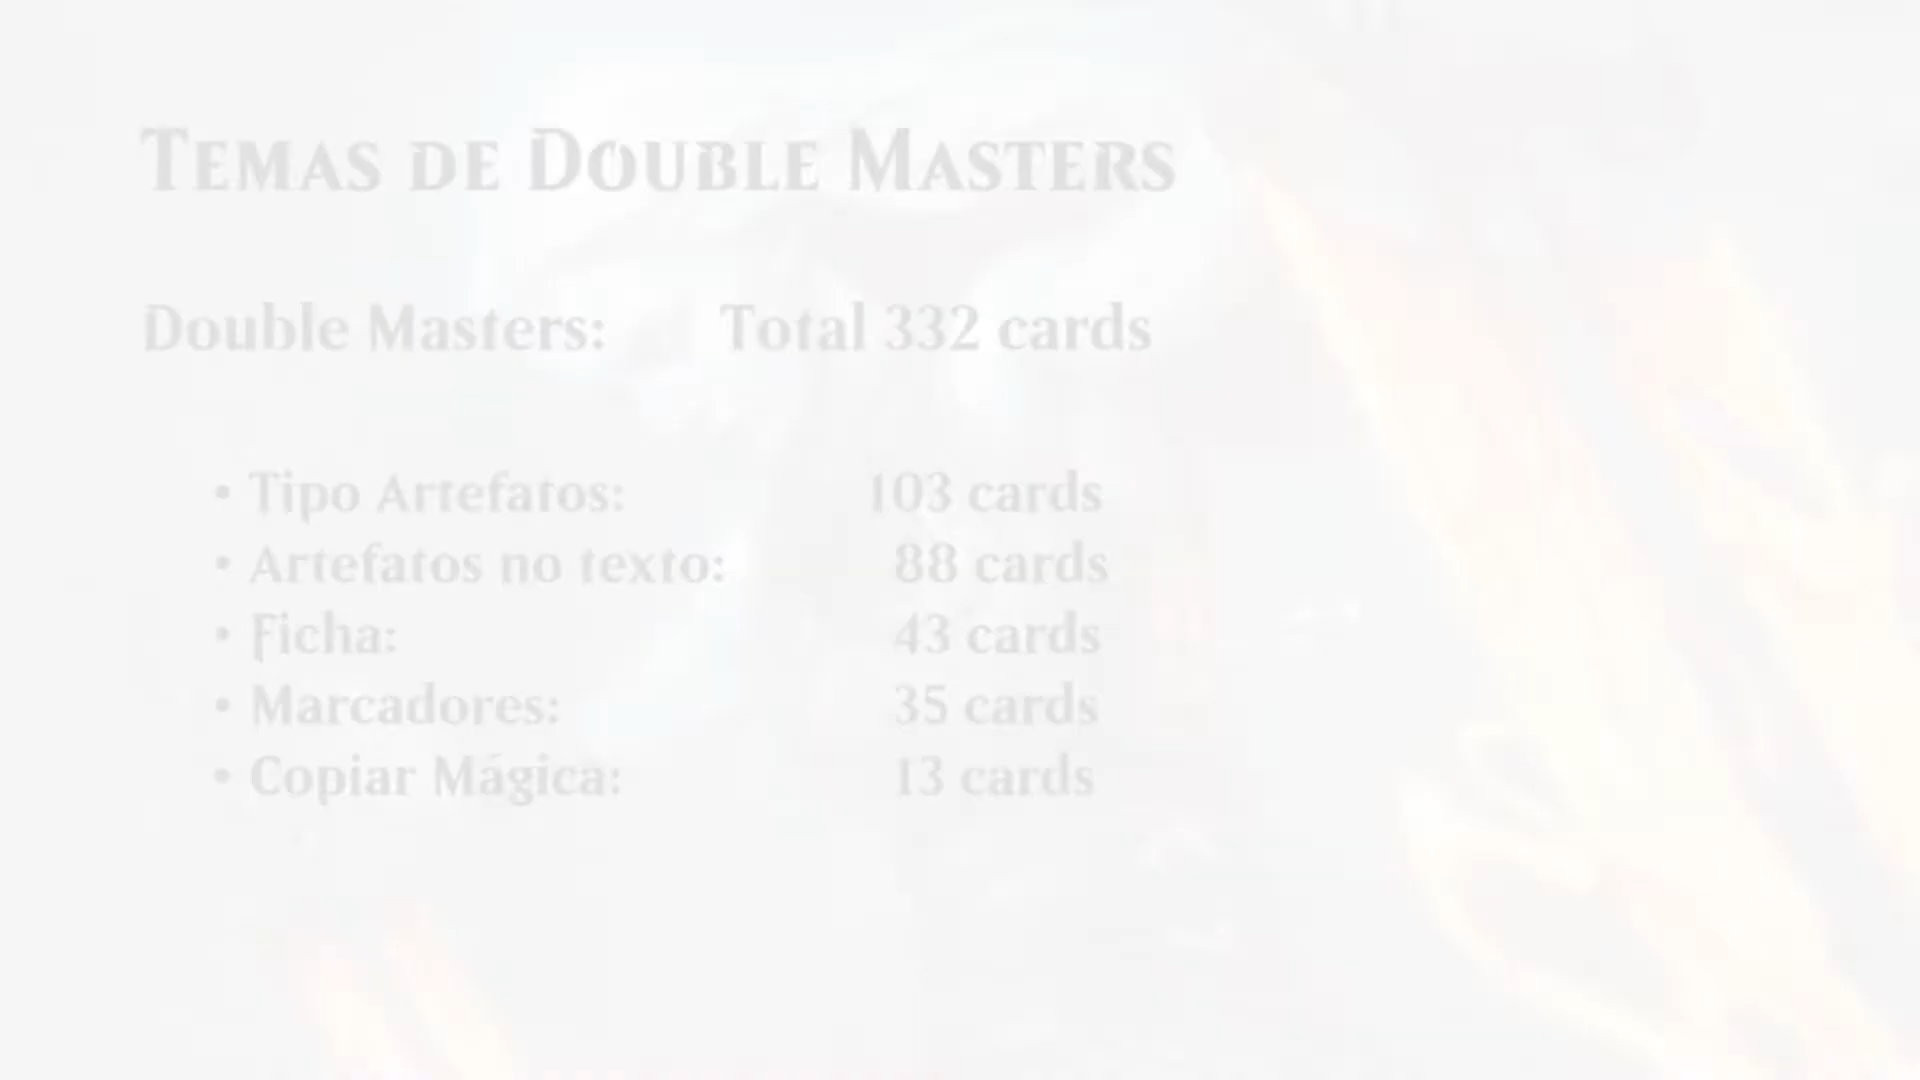 Temas de Double Masters
Double Masters: Total 332 cards
• Tipo Artefatos: 103 cards
• Artefatos no texto: 88 cards
• Ficha: 43 cards
• Marcadores: 35 cards
• Copiar Mágica: 13 cards